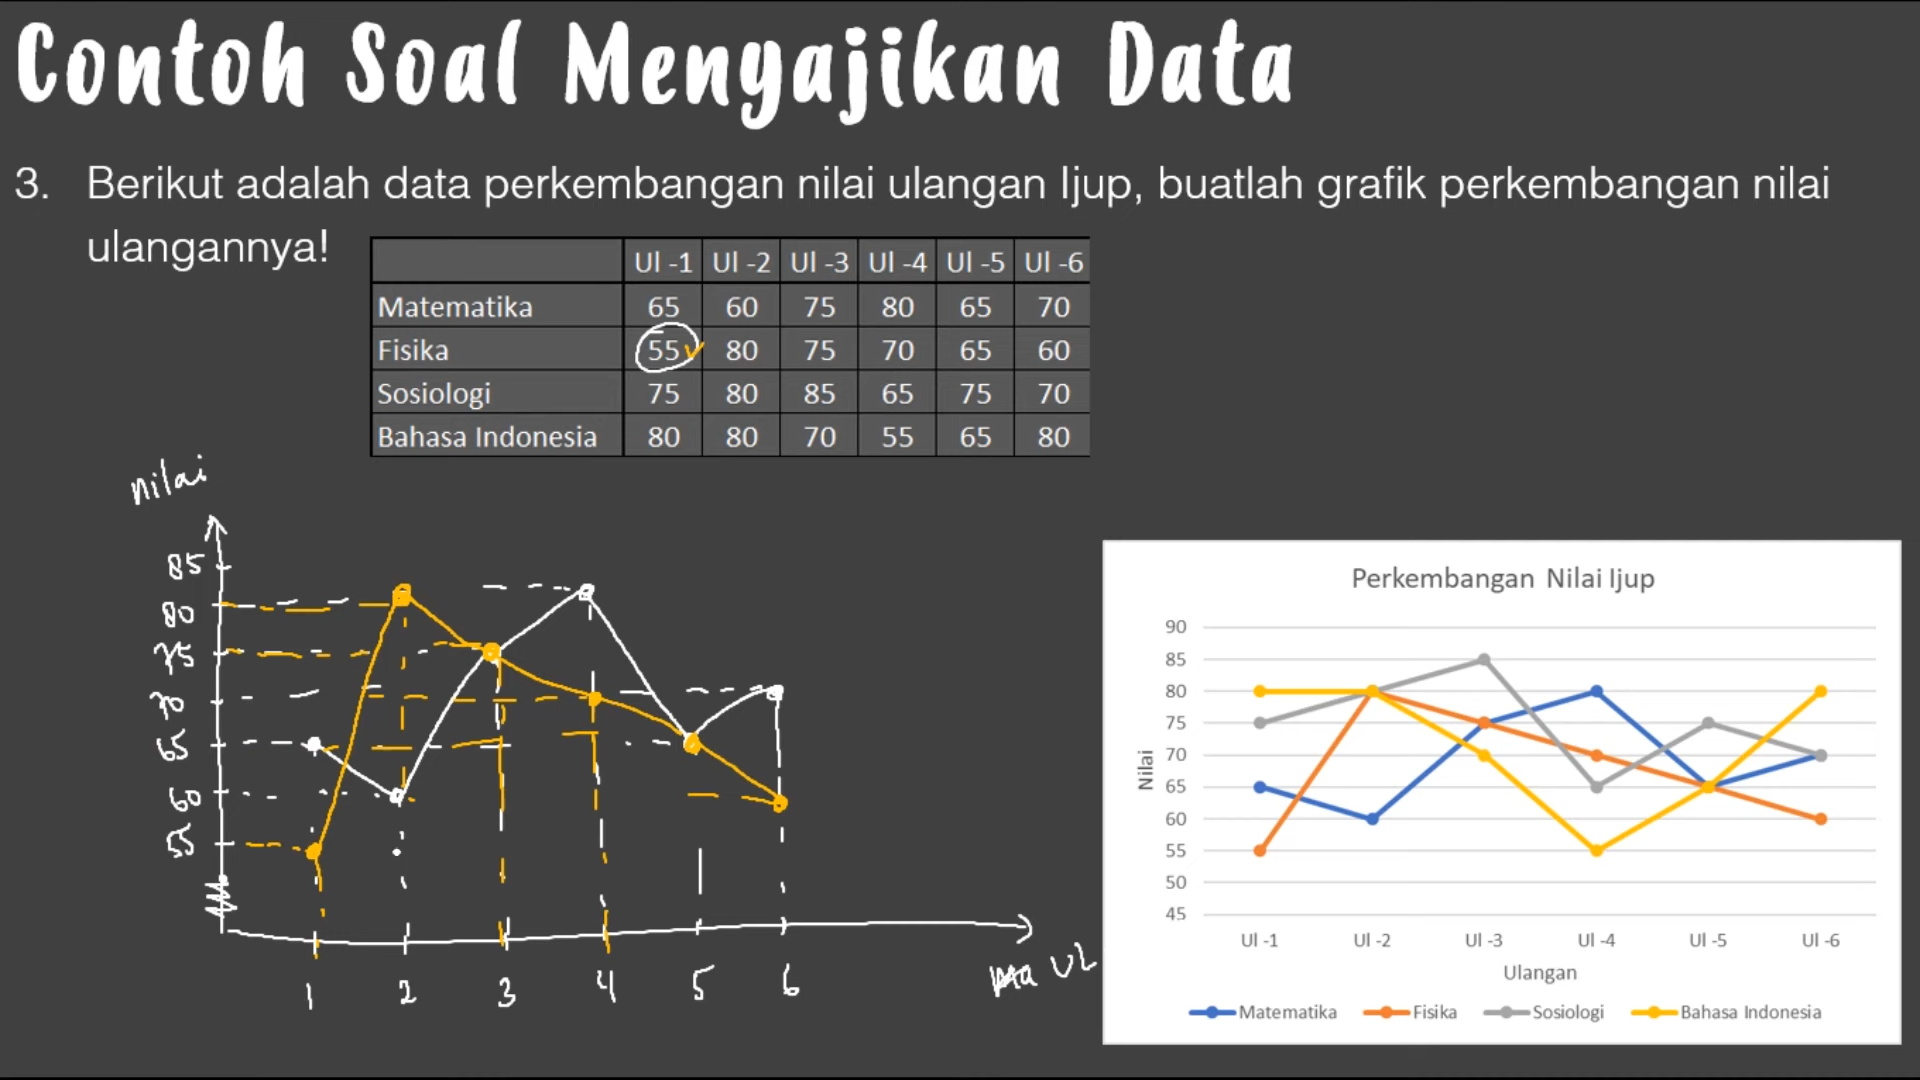 Contoh Soal Menyajikan Data
3. Berikut adalah data perkembangan nilai ulangan Ijup, buatlah grafik perkembangan nilai
ulangannya!
Ul -1 Ul -2 Ul -3 Ul -4 Ul -5 Ul -6
Matematika 65 60 75 80 65 70
Fisika 55 80 75 70 65 60
Sosiologi 75 80 85 65 75 70
Bahasa Indonesia 80 80 70 55 65 80
nilai
85
80
75
70
65
60
55
1 2 3 4 5 6
UL
Perkembangan Nilai Ijup
90
85
80
75
70
65
60
55
50
45
Nilai
Ul -1 Ul -2 Ul -3 Ul -4 Ul -5 Ul -6
Ulangan
Matematika Fisika Sosiologi Bahasa Indonesia